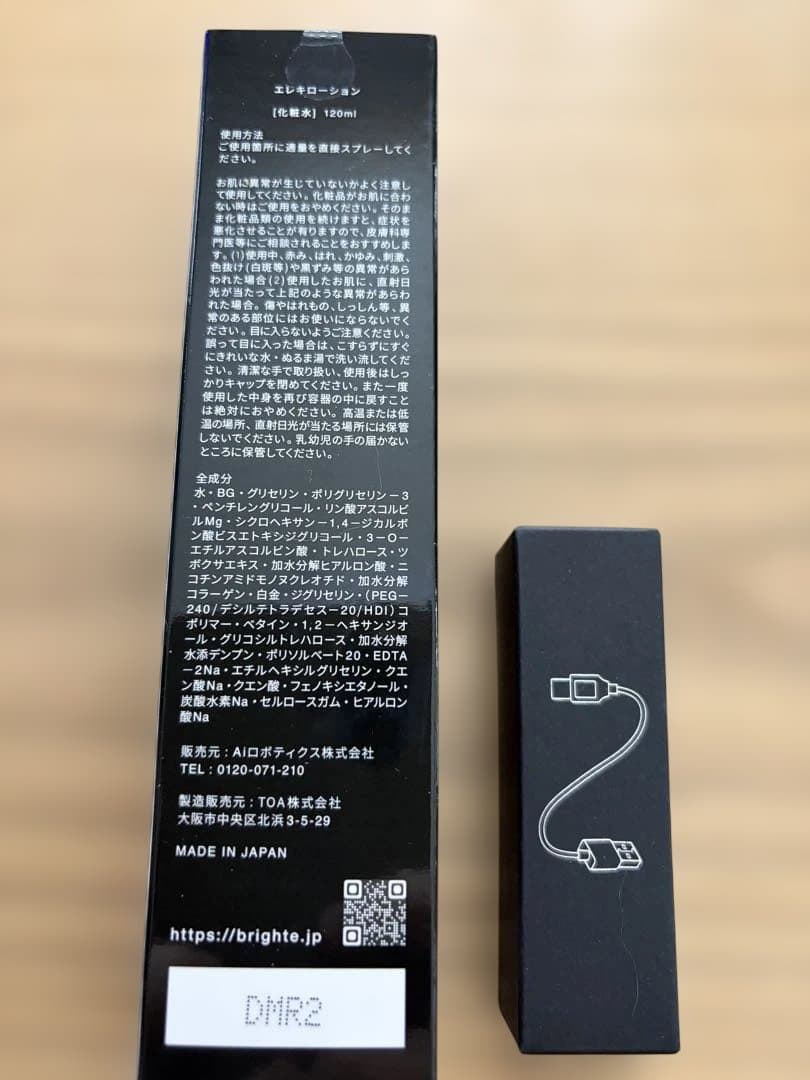 エレキローション
[化粧水] 120ml
使用方法
ご使用箇所に適量を直接スプレーしてく
ださい。
お肌に異常が生じていないかよく注意し
て使用してください。化粧品がお肌に合わ
ない時はご使用をおやめください。そのま
ま化粧品類の使用を続けますと、症状を
悪化させることが有りますので、皮膚科専
門医等にご相談されることをおすすめしま
す。(1)使用中、赤み、はれ、かゆみ、刺激、
色抜け(白斑等)や黒ずみ等の異常があら
われた場合(2)使用したお肌に、直射日
光が当たって上記のような異常があらわ
れた場合。傷やはれもの、しっしん等、異
常のある部位にはお使いにならないでく
ださい。目に入らないようご注意ください。
誤って目に入った場合は、こすらずにすぐ
にきれいな水・ぬるま湯で洗い流してくだ
さい。清潔な手で取り扱い、使用後はしっ
かりキャップを閉めてください。また一度
使用した中身を再び容器の中に戻すこと
は絶対におやめください。高温または低
温の場所、直射日光が当たる場所には保管
しないでください。乳幼児の手の届かない
ところに保管してください。
全成分
水・BG・グリセリン・ポリグリセリン－3
・ペンチレングリコール・リン酸アスコルビ
ルMg・シクロヘキサン－1,4－ジカルボ
ン酸ビスエトキシジグリコール・3－O－
エチルアスコルビン酸・トレハロース・ツ
ボクサエキス・加水分解ヒアルロン酸・ニ
コチンアミドモノヌクレオチド・加水分解
コラーゲン・白金・ジグリセリン・(PEG－
240/デシルテトラデセス－20/HDI)コ
ポリマー・ベタイン・1,2－ヘキサンジオ
ール・グリコシルトレハロース・加水分解
水添デンプン・ポリソルベート20・EDTA
－2Na・エチルヘキシルグリセリン・クエ
ン酸Na・クエン酸・フェノキシエタノール・
炭酸水素Na・セルロースガム・ヒアルロン
酸Na
販売元：Aiロボティクス株式会社
TEL：0120-071-210
製造販売元：TOA株式会社
大阪市中央区北浜3-5-29
MADE IN JAPAN
https://brighte.jp
DMR2